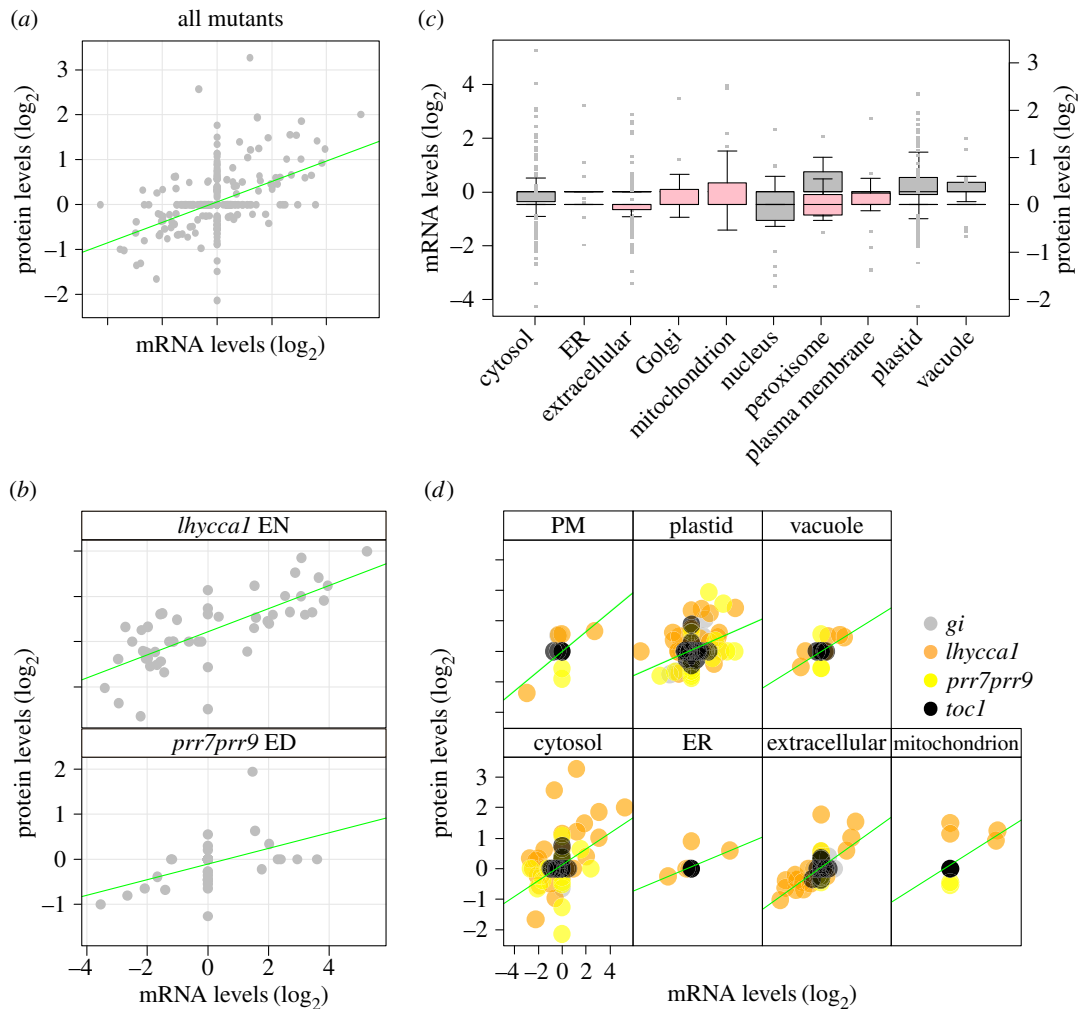 (a)
all mutants
3
2
1
0
−1
−2
protein levels (log2)
mRNA levels (log2)
(c)
4
2
0
−2
−4
mRNA levels (log2)
3
2
1
0
−1
−2
protein levels (log2)
cytosol
ER
extracellular
Golgi
mitochondrion
nucleus
peroxisome
plasma membrane
plastid
vacuole
(b)
lhycca1 EN
prr7prr9 ED
2
1
0
−1
protein levels (log2)
−4 −2 0 2 4
mRNA levels (log2)
(d)
PM plastid vacuole
cytosol ER extracellular mitochondrion
3
2
1
0
−1
−2
protein levels (log2)
−4 −2 0 2 4
mRNA levels (log2)
gi
lhycca1
prr7prr9
toc1